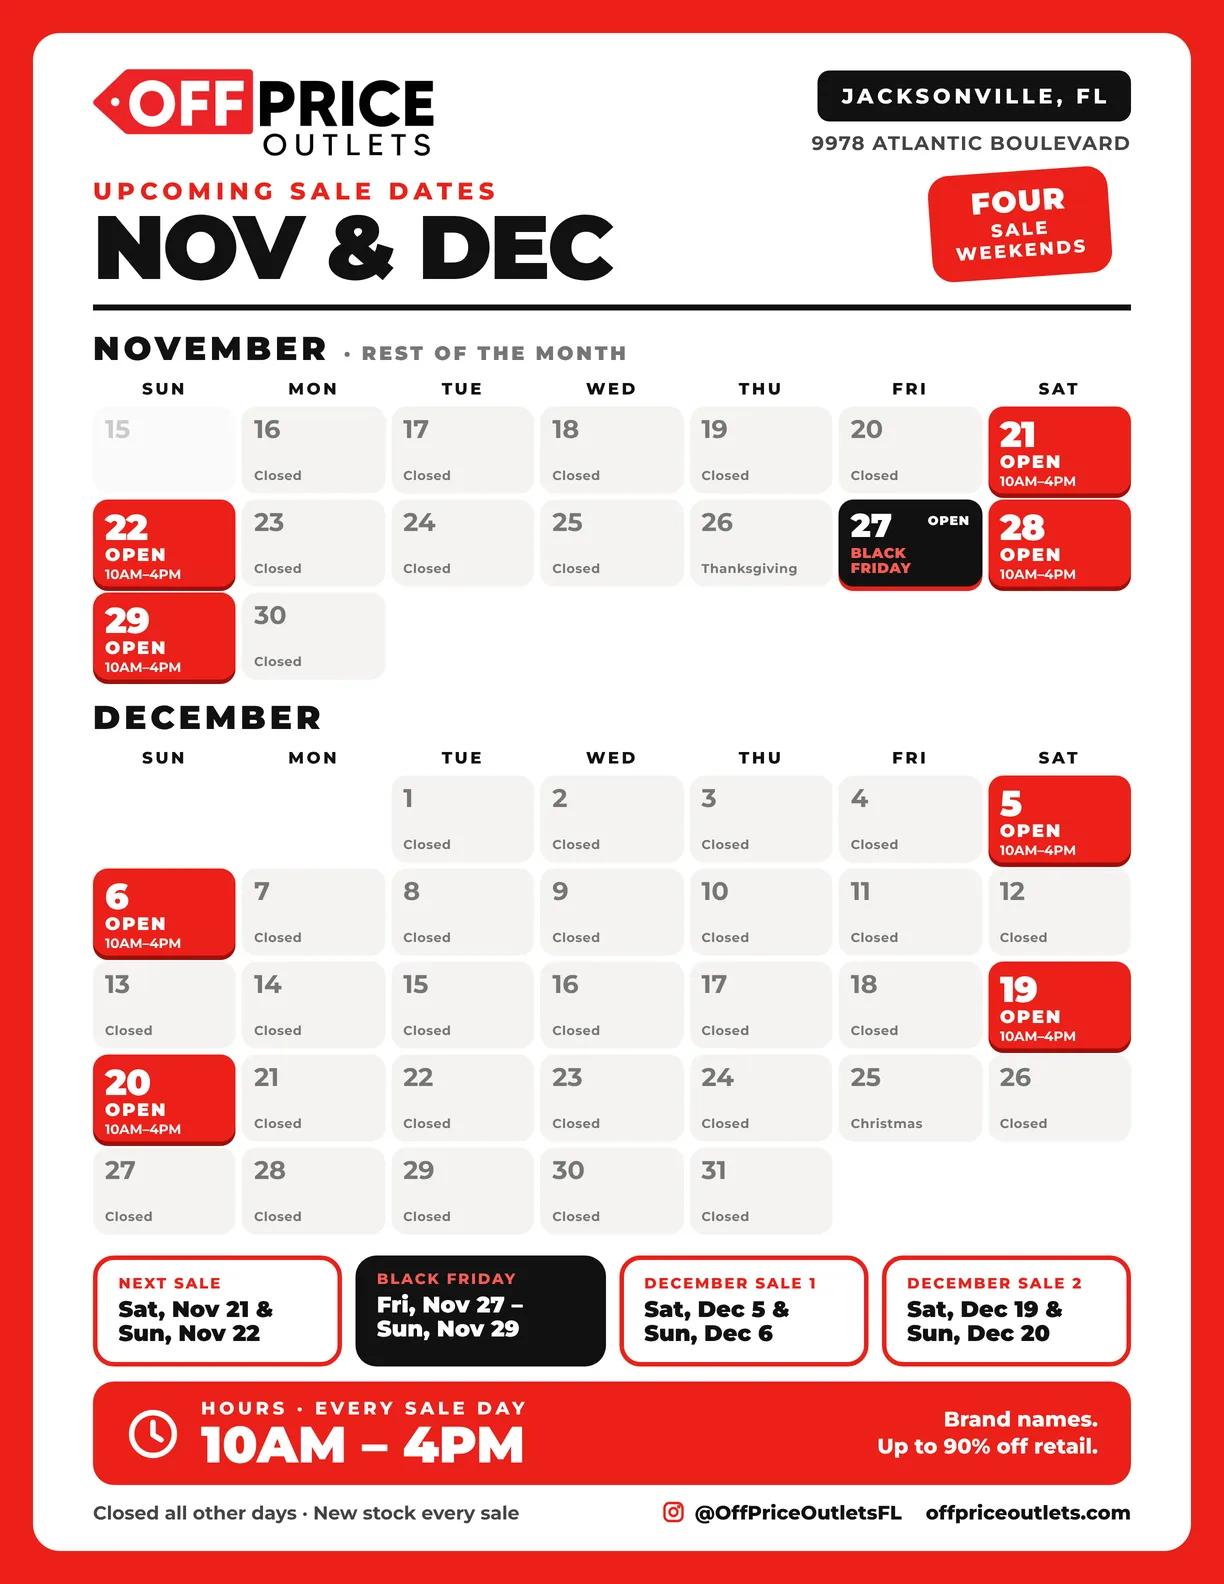 OFFPRICE
OUTLETS
JACKSONVILLE, FL
9978 ATLANTIC BOULEVARD
UPCOMING SALE DATES
NOV & DEC
FOUR
SALE
WEEKENDS
NOVEMBER · REST OF THE MONTH
SUN MON TUE WED THU FRI SAT
15 16 17 18 19 20 21
OPEN
Closed Closed Closed Closed Closed 10AM–4PM
22 23 24 25 26 27 OPEN 28
OPEN BLACK OPEN
10AM–4PM Closed Closed Closed Thanksgiving FRIDAY 10AM–4PM
29 30
OPEN
10AM–4PM Closed
DECEMBER
SUN MON TUE WED THU FRI SAT
1 2 3 4 5
OPEN
Closed Closed Closed Closed 10AM–4PM
6 7 8 9 10 11 12
OPEN
10AM–4PM Closed Closed Closed Closed Closed Closed
13 14 15 16 17 18 19
OPEN
Closed Closed Closed Closed Closed Closed 10AM–4PM
20 21 22 23 24 25 26
OPEN
10AM–4PM Closed Closed Closed Closed Christmas Closed
27 28 29 30 31
Closed Closed Closed Closed Closed
NEXT SALE
Sat, Nov 21 &
Sun, Nov 22
BLACK FRIDAY
Fri, Nov 27 –
Sun, Nov 29
DECEMBER SALE 1
Sat, Dec 5 &
Sun, Dec 6
DECEMBER SALE 2
Sat, Dec 19 &
Sun, Dec 20
HOURS · EVERY SALE DAY
10AM – 4PM
Brand names.
Up to 90% off retail.
Closed all other days · New stock every sale
@OffPriceOutletsFL offpriceoutlets.com